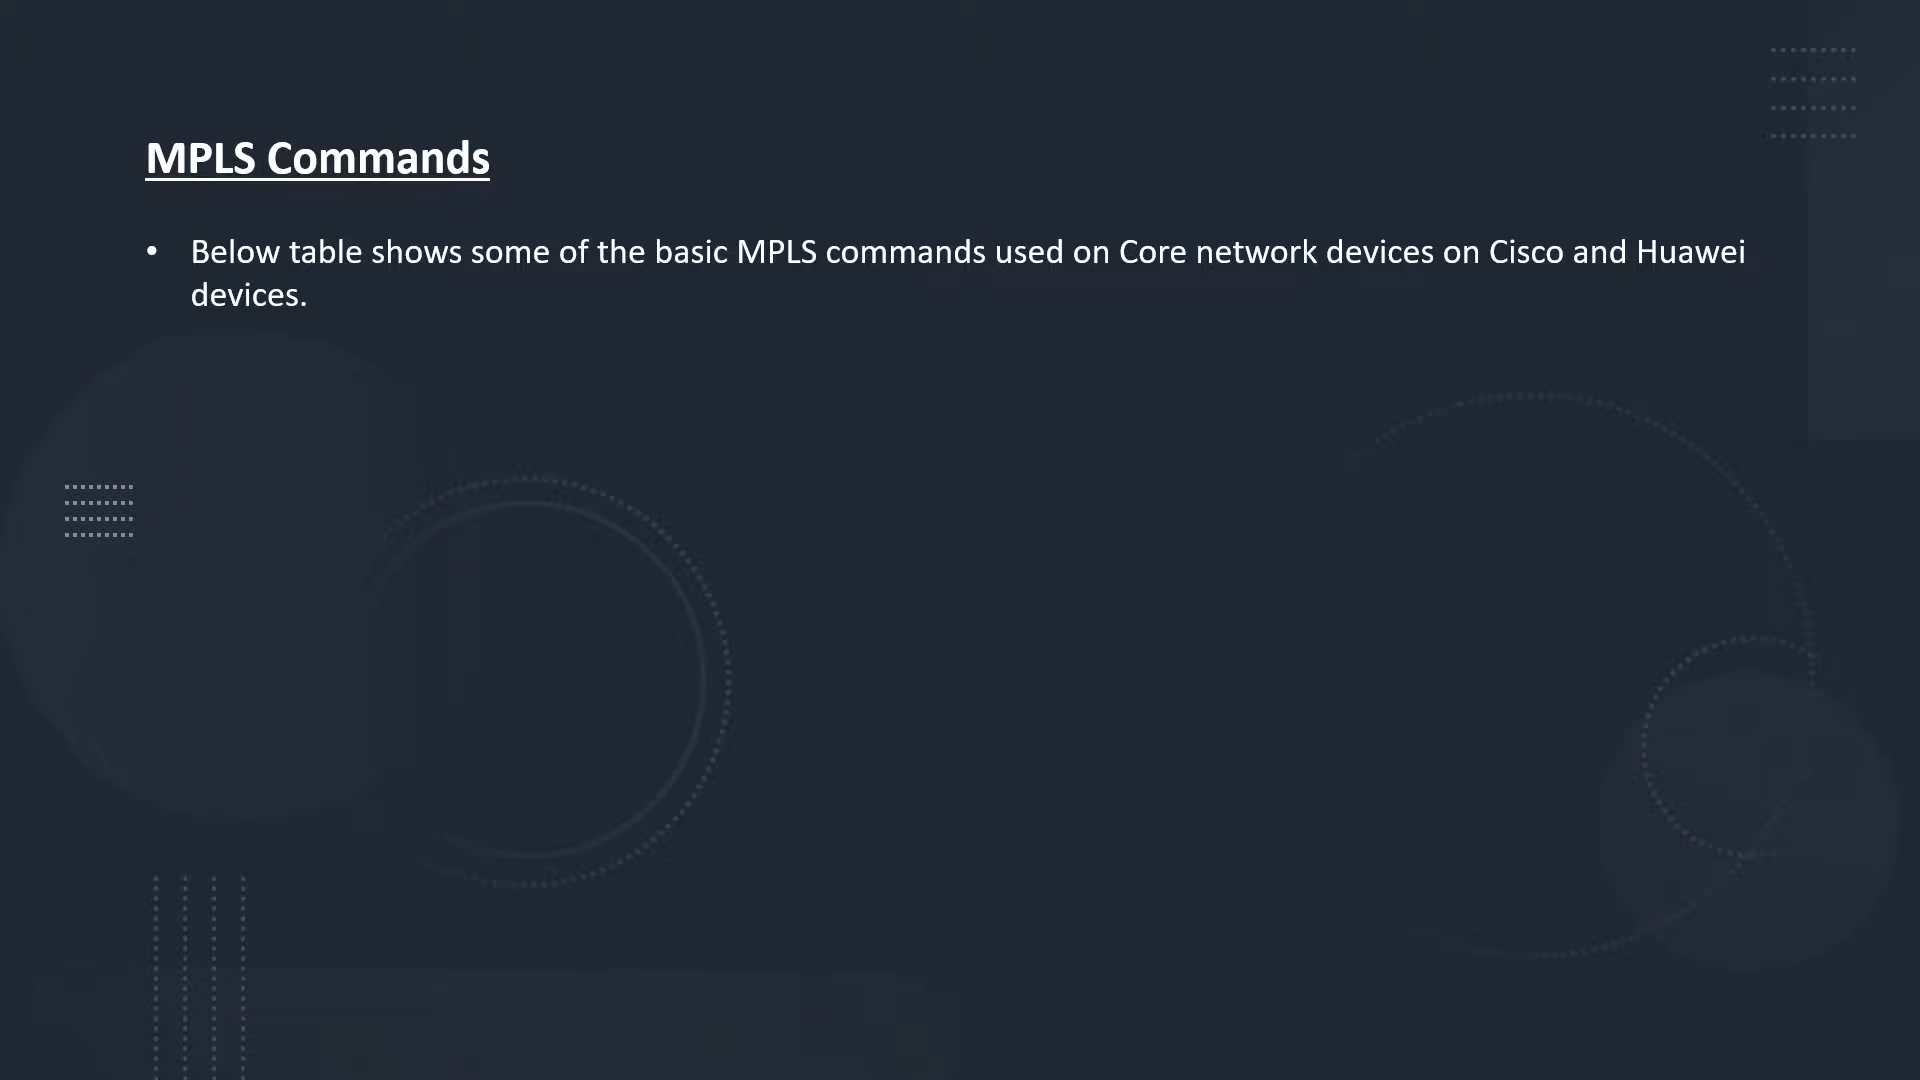 MPLS Commands
• Below table shows some of the basic MPLS commands used on Core network devices on Cisco and Huawei
devices.